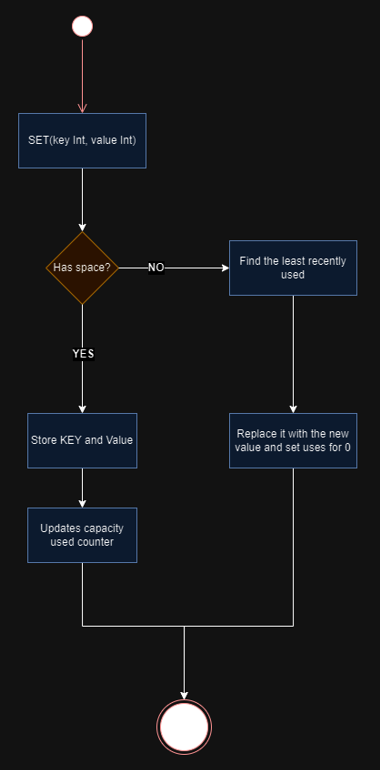 SET(key Int, value Int)
Has space?
NO
Find the least recently
used
YES
Store KEY and Value
Replace it with the new
value and set uses for 0
Updates capacity
used counter